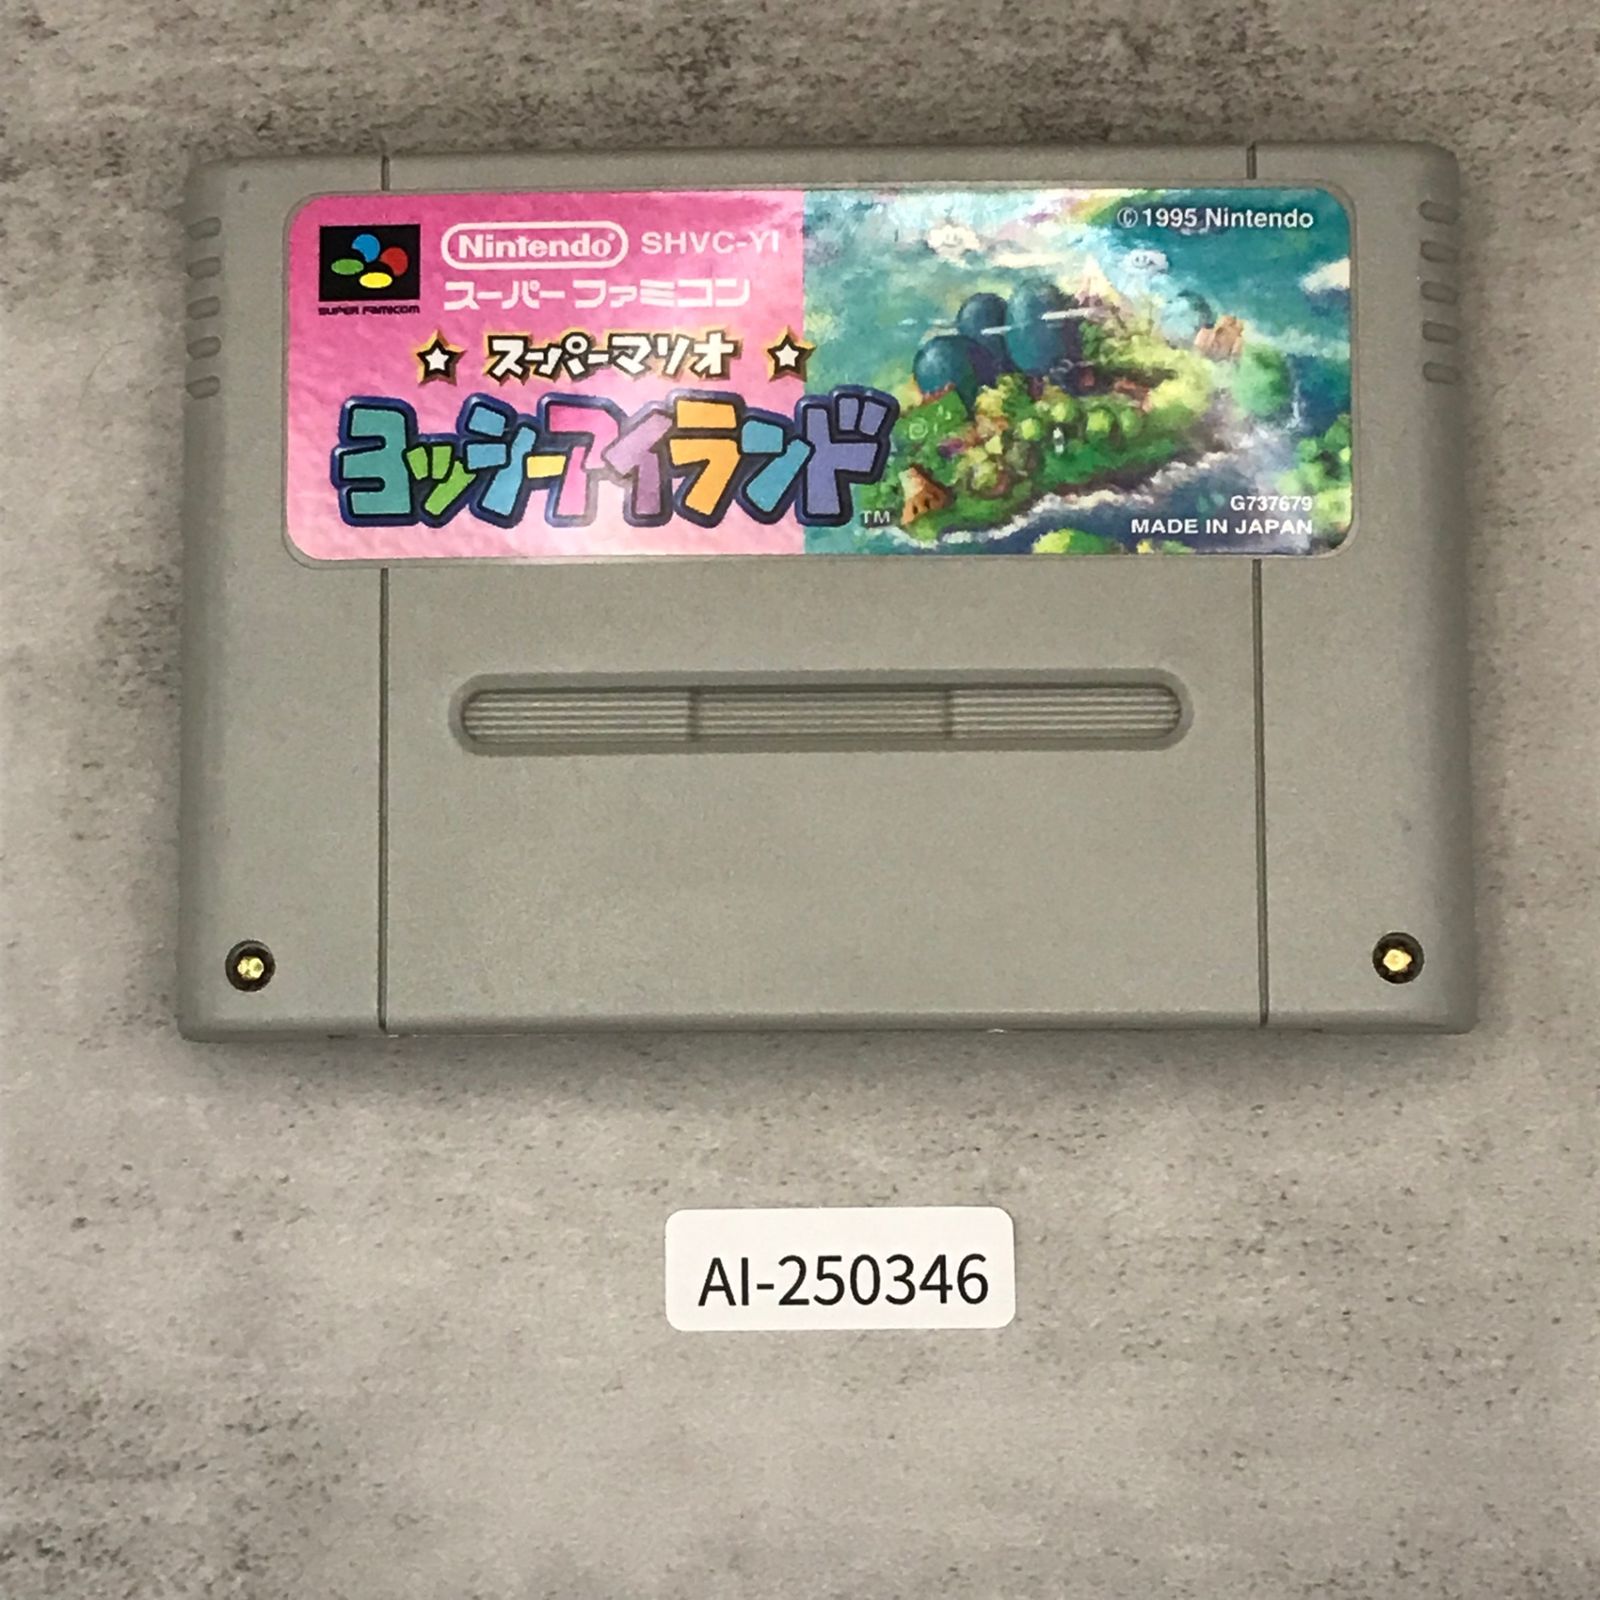 Nintendo® SHVC-YI
©1995 Nintendo
スーパーファミコン
SUPER FAMICOM
スーパーマリオ
ヨッシーアイランド™
G737679
MADE IN JAPAN
AI-250346